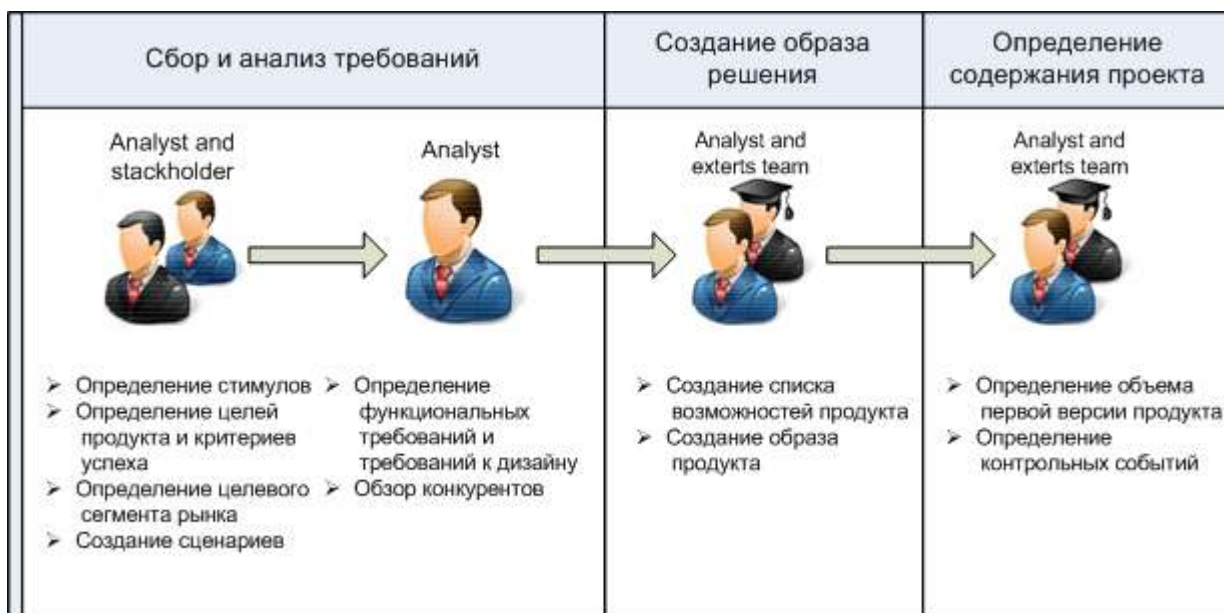 Сбор и анализ требований
Создание образа
решения
Определение
содержания проекта
Analyst and
stackholder
Analyst
Analyst and
exterts team
Analyst and
exterts team
➢ Определение стимулов
➢ Определение целей
продукта и критериев
успеха
➢ Определение целевого
сегмента рынка
➢ Создание сценариев
➢ Определение
функциональных
требований и
требований к дизайну
➢ Обзор конкурентов
➢ Создание списка
возможностей продукта
➢ Создание образа
продукта
➢ Определение объема
первой версии продукта
➢ Определение
контрольных событий